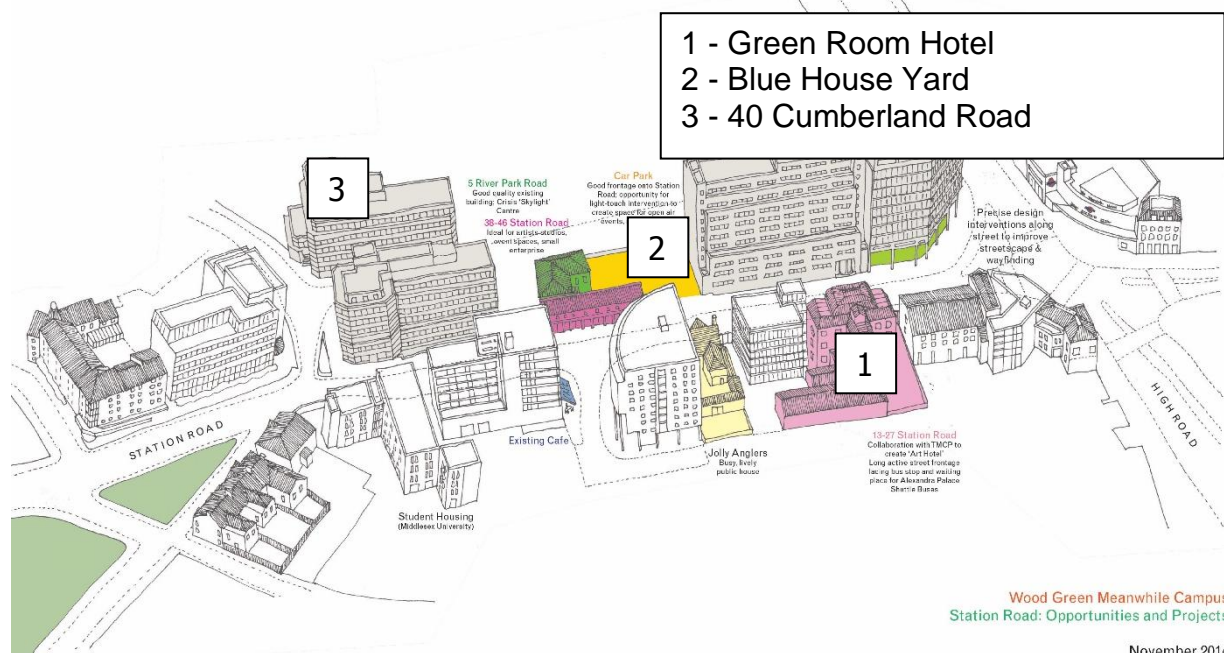 1 - Green Room Hotel
2 - Blue House Yard
3 - 40 Cumberland Road
3
5 River Park Road
Good quality existing
building: Crisis 'Skylight'
Centre
38-46 Station Road
Ideal for artists studios,
event spaces, small
enterprise
Car Park
Good frontage onto Station
Road; opportunity for
light-touch intervention to
create space for open air
events,
2
Precise design
interventions along
street to improve
streetscape &
wayfinding
1
STATION ROAD
HIGH ROAD
Existing Cafe
Jolly Anglers
Busy, lively
public house
13-27 Station Road
Collaboration with TMCP to
create 'Art Hotel'
Long active street frontage
facing bus stop and waiting
place for Alexandra Palace
Shuttle Buses
Student Housing
(Middlesex University)
Wood Green Meanwhile Campus
Station Road: Opportunities and Projects
November 2014